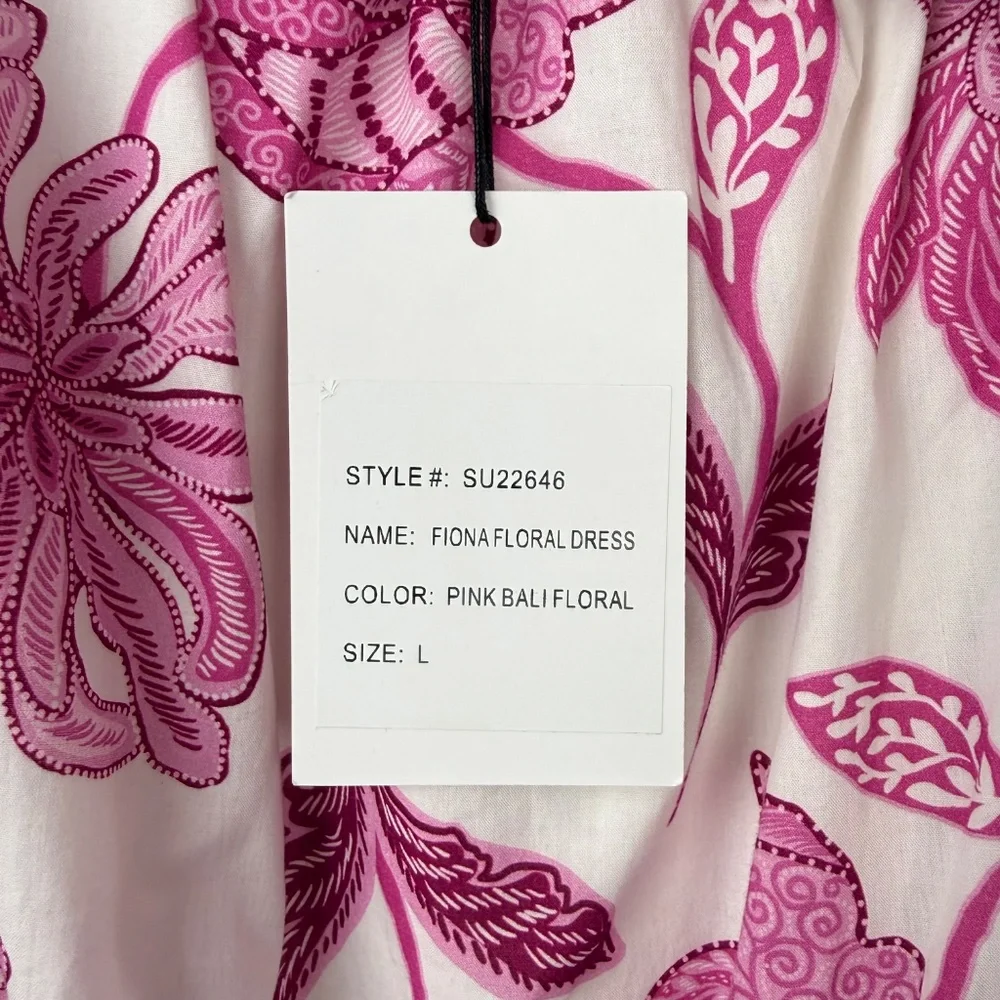 STYLE #: SU22646
NAME: FIONA FLORAL DRESS
COLOR: PINK BALI FLORAL
SIZE: L